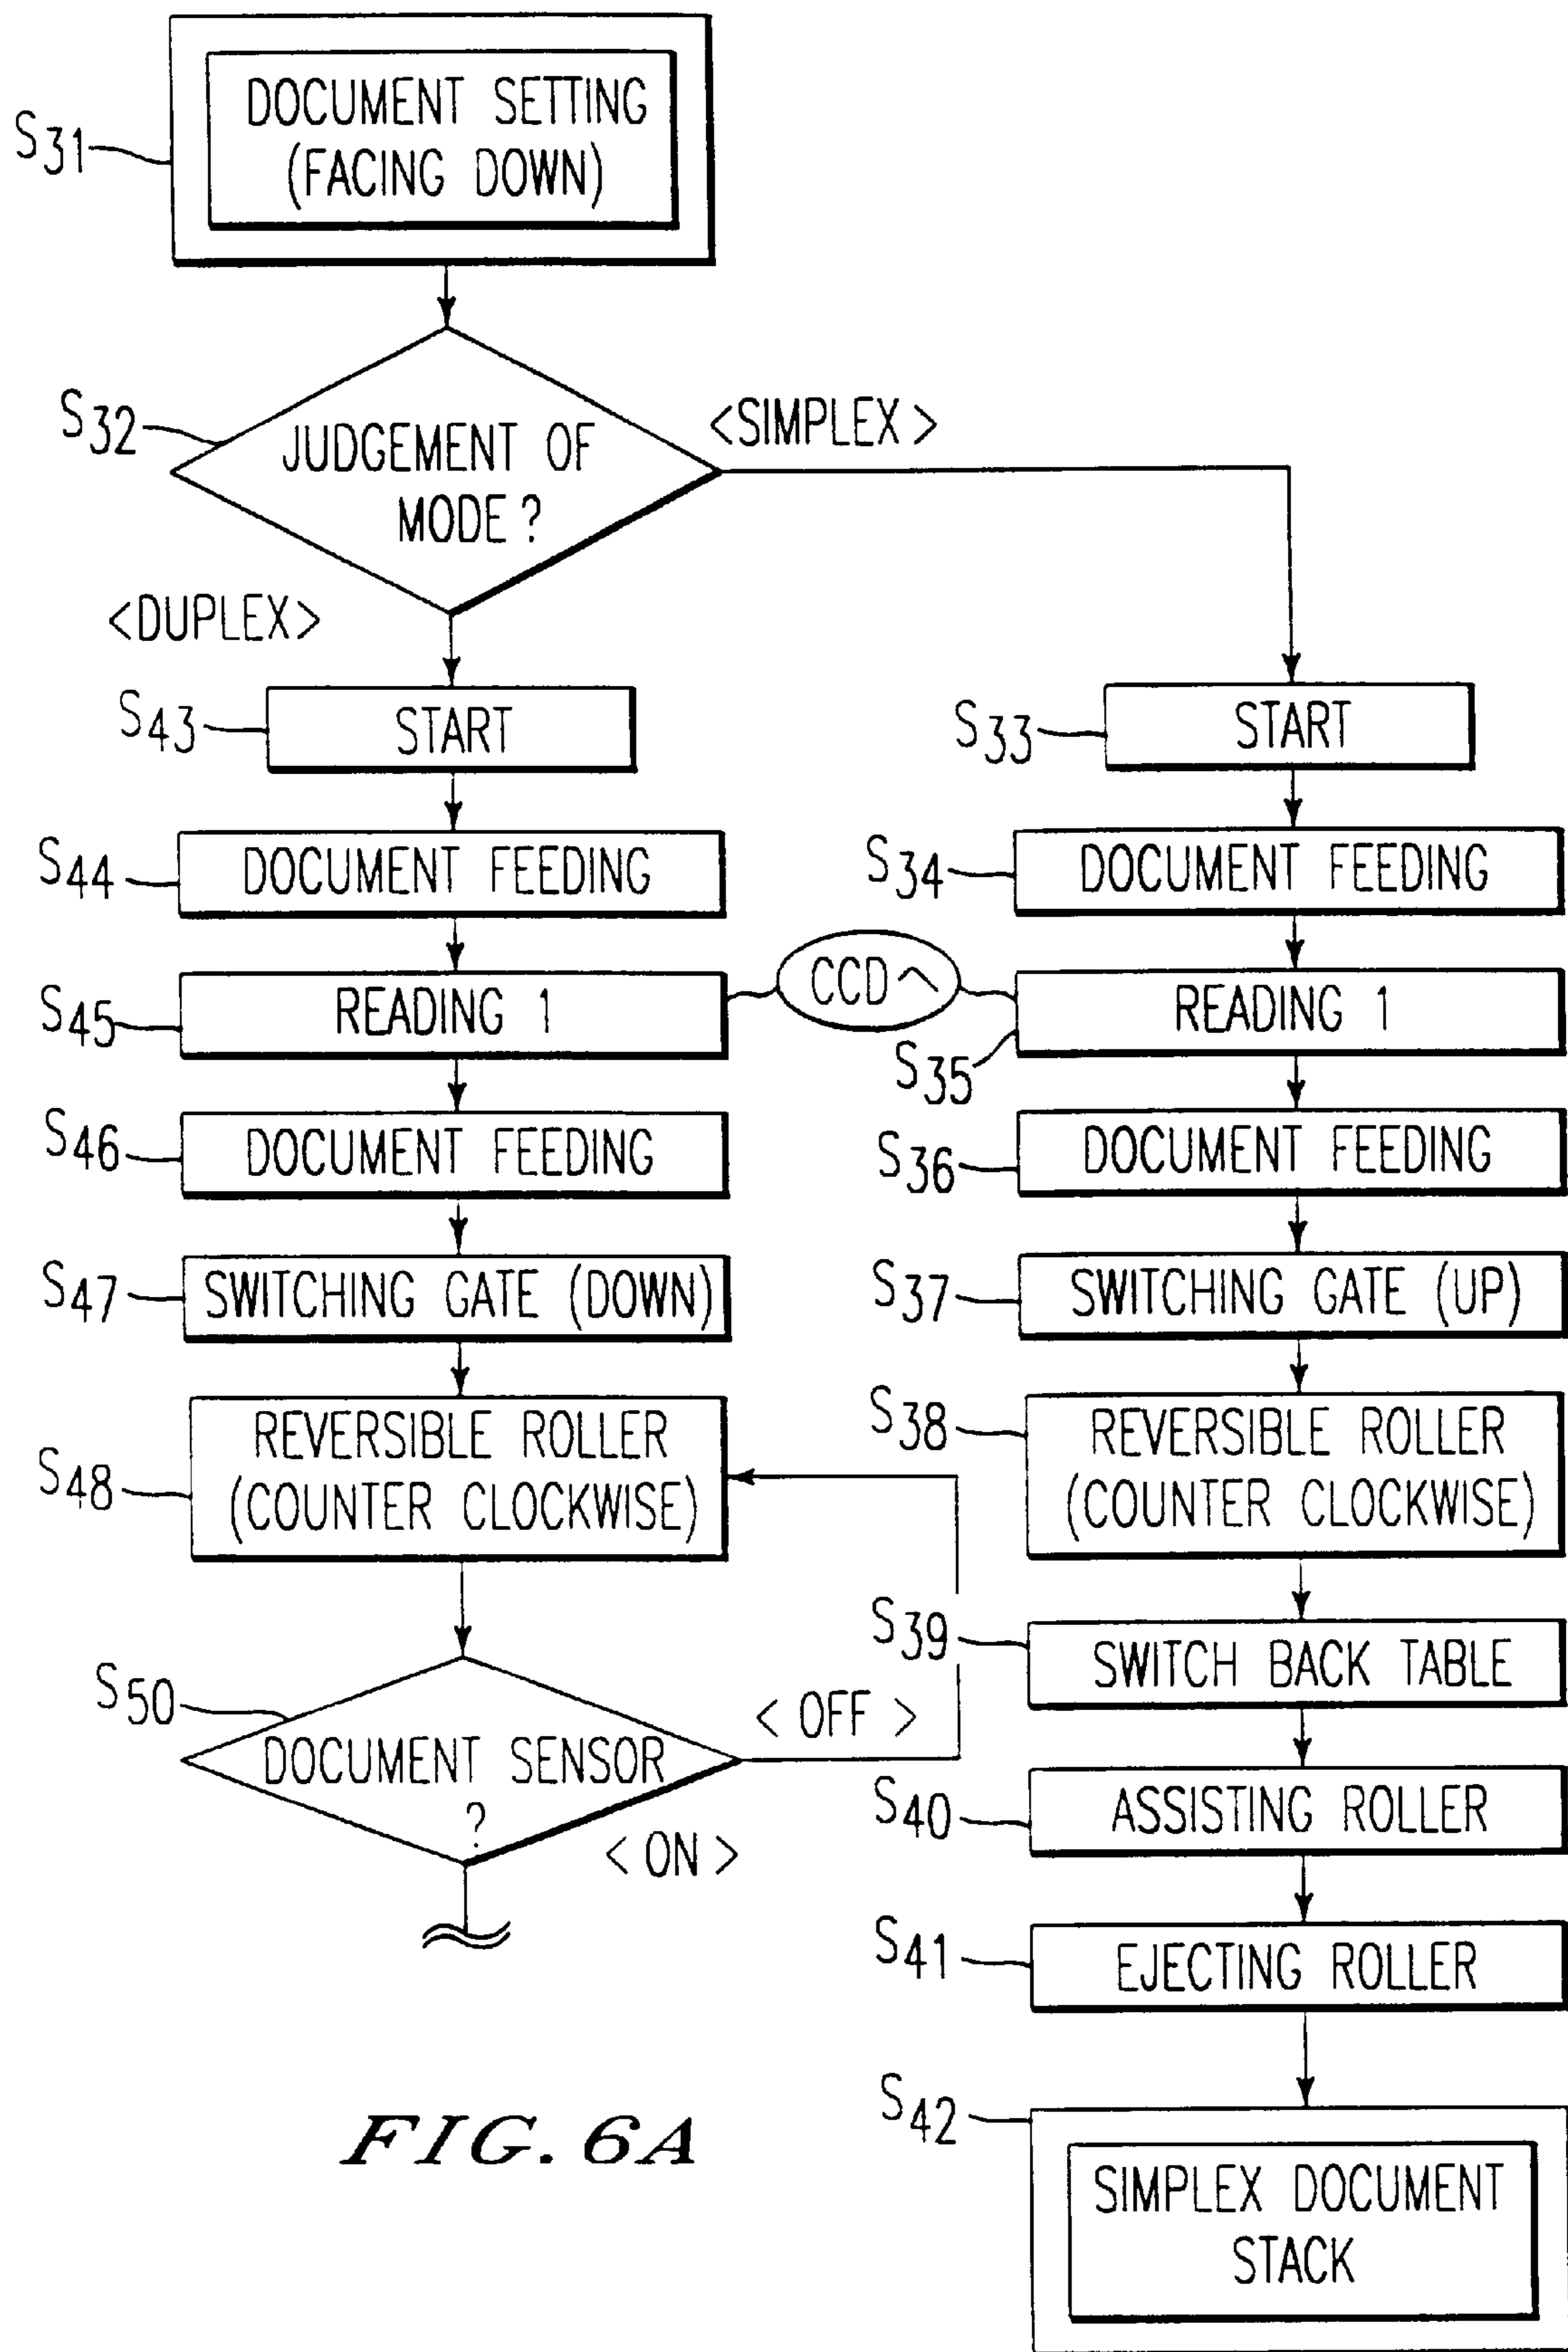 S31
DOCUMENT SETTING
(FACING DOWN)
S32
JUDGEMENT OF
MODE?
<SIMPLEX>
<DUPLEX>
S43
START
S44
DOCUMENT FEEDING
S45
READING 1
CCD ^
S46
DOCUMENT FEEDING
S47
SWITCHING GATE (DOWN)
S48
REVERSIBLE ROLLER
(COUNTER CLOCKWISE)
S50
DOCUMENT SENSOR
?
< OFF >
< ON >
S33
START
S34
DOCUMENT FEEDING
S35
READING 1
S36
DOCUMENT FEEDING
S37
SWITCHING GATE (UP)
S38
REVERSIBLE ROLLER
(COUNTER CLOCKWISE)
S39
SWITCH BACK TABLE
S40
ASSISTING ROLLER
S41
EJECTING ROLLER
S42
SIMPLEX DOCUMENT
STACK
FIG. 6A